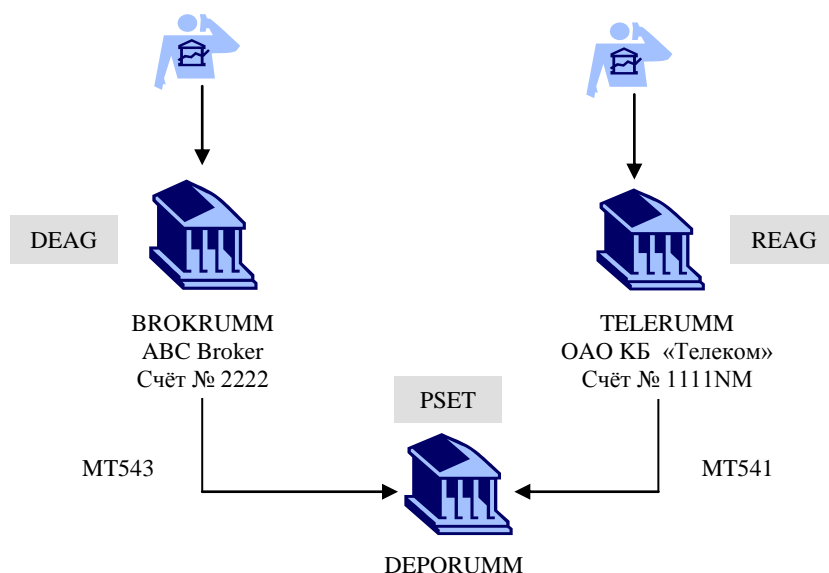 DEAG
REAG
BROKRUMM
ABC Broker
Счёт № 2222
TELERUMM
ОАО КБ «Телеком»
Счёт № 1111NM
PSET
MT543
MT541
DEPORUMM